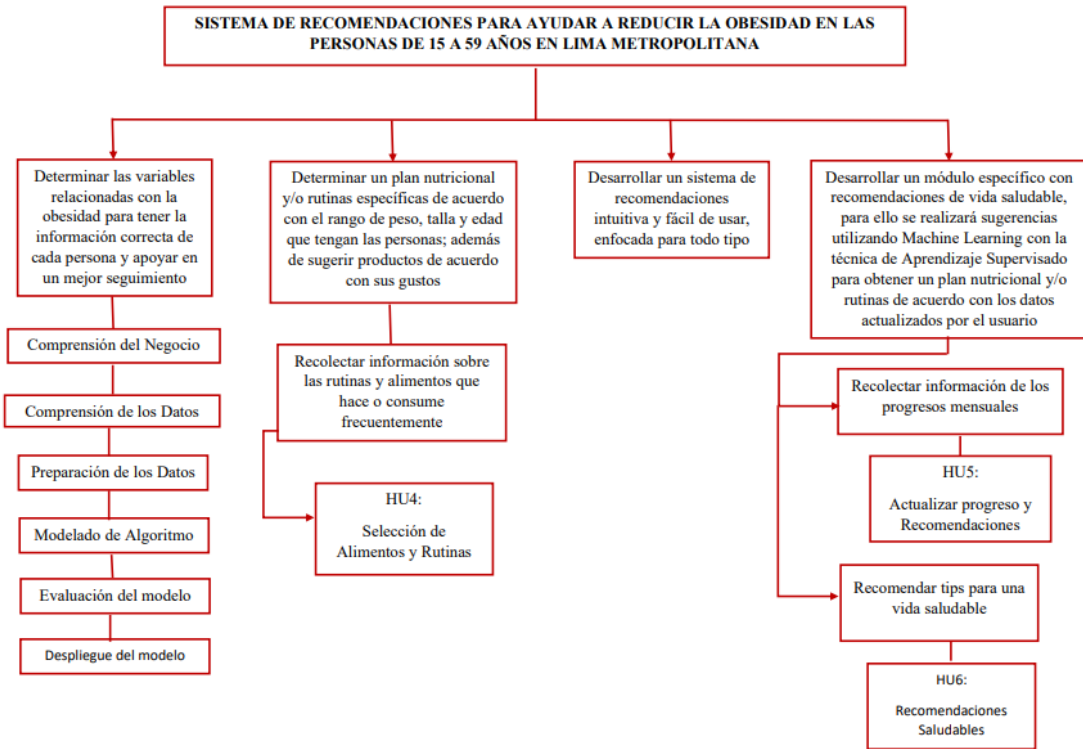 SISTEMA DE RECOMENDACIONES PARA AYUDAR A REDUCIR LA OBESIDAD EN LAS
PERSONAS DE 15 A 59 AÑOS EN LIMA METROPOLITANA
Determinar las variables
relacionadas con la
obesidad para tener la
información correcta de
cada persona y apoyar en
un mejor seguimiento
Comprensión del Negocio
Comprensión de los Datos
Preparación de los Datos
Modelado de Algoritmo
Evaluación del modelo
Despliegue del modelo
Determinar un plan nutricional
y/o rutinas específicas de acuerdo
con el rango de peso, talla y edad
que tengan las personas; además
de sugerir productos de acuerdo
con sus gustos
Recolectar información sobre
las rutinas y alimentos que
hace o consume
frecuentemente
HU4:
Selección de
Alimentos y Rutinas
Desarrollar un sistema de
recomendaciones
intuitiva y fácil de usar,
enfocada para todo tipo
Desarrollar un módulo específico con
recomendaciones de vida saludable,
para ello se realizará sugerencias
utilizando Machine Learning con la
técnica de Aprendizaje Supervisado
para obtener un plan nutricional y/o
rutinas de acuerdo con los datos
actualizados por el usuario
Recolectar información de los
progresos mensuales
HU5:
Actualizar progreso y
Recomendaciones
Recomendar tips para una
vida saludable
HU6:
Recomendaciones
Saludables